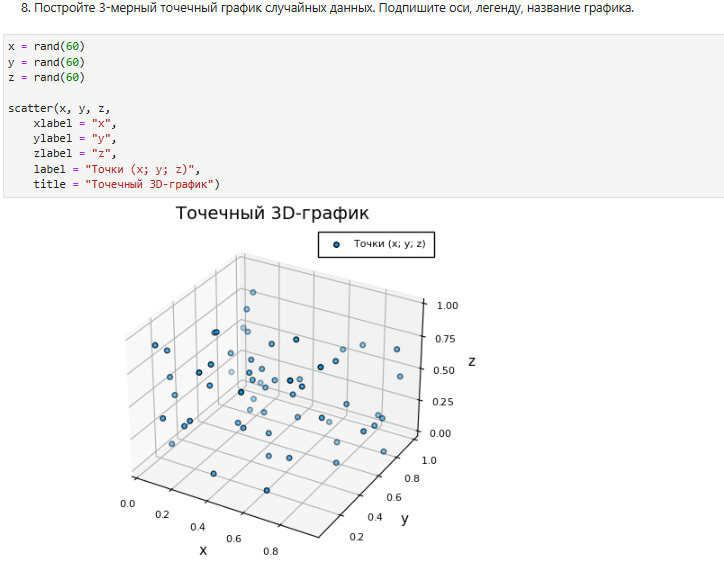 8. Постройте 3-мерный точечный график случайных данных. Подпишите оси, легенду, название графика.
x = rand(60)
y = rand(60)
z = rand(60)
scatter(x, y, z,
xlabel = "x",
ylabel = "y",
zlabel = "z",
label = "Точки (x; y; z)",
title = "Точечный 3D-график")
Точечный 3D-график
Точки (x; y; z)
1.00
0.75
z
0.50
0.25
0.00
1.0
0.8
0.6
0.4
y
0.2
0.0
0.2
0.4
0.6
0.8
x